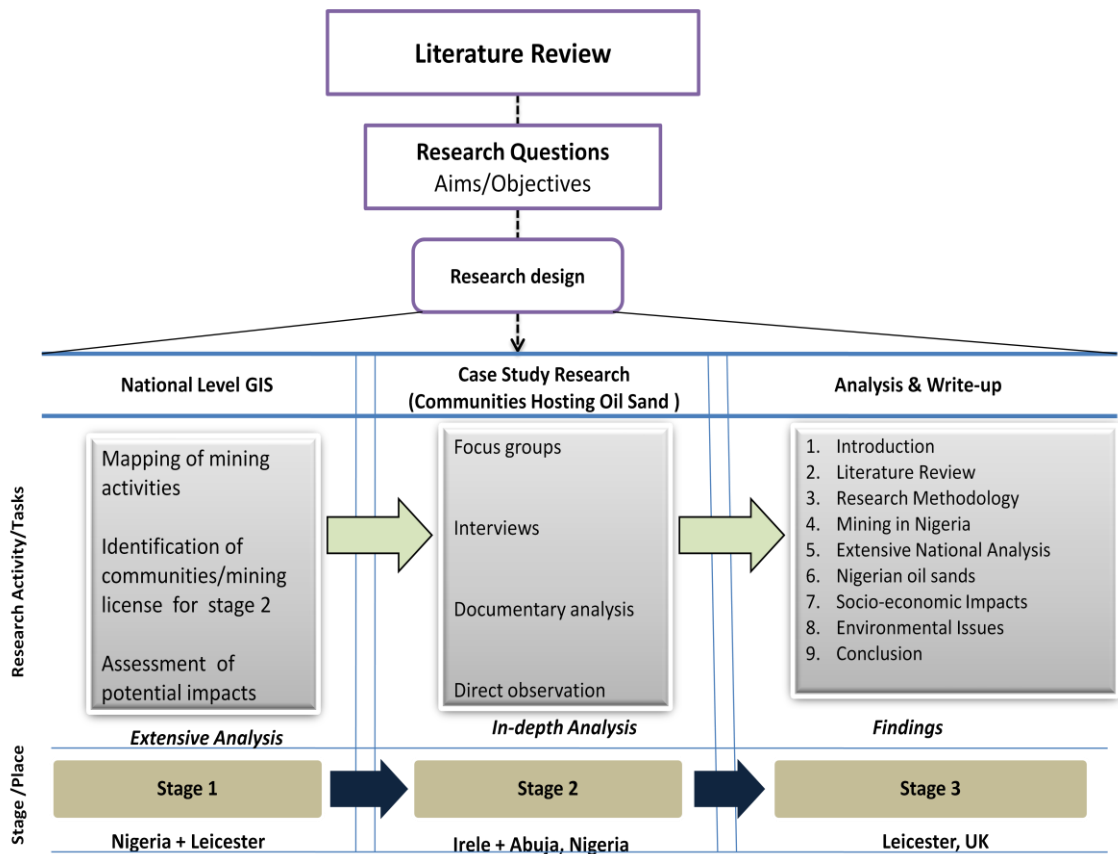 Literature Review
Research Questions
Aims/Objectives
Research design
National Level GIS
Case Study Research
(Communities Hosting Oil Sand )
Analysis & Write-up
Research Activity/Tasks
Mapping of mining
activities
Identification of
communities/mining
license for stage 2
Assessment of
potential impacts
Extensive Analysis
Focus groups
Interviews
Documentary analysis
Direct observation
In-depth Analysis
1. Introduction
2. Literature Review
3. Research Methodology
4. Mining in Nigeria
5. Extensive National Analysis
6. Nigerian oil sands
7. Socio-economic Impacts
8. Environmental Issues
9. Conclusion
Findings
Stage /Place
Stage 1
Stage 2
Stage 3
Nigeria + Leicester
Irele + Abuja, Nigeria
Leicester, UK